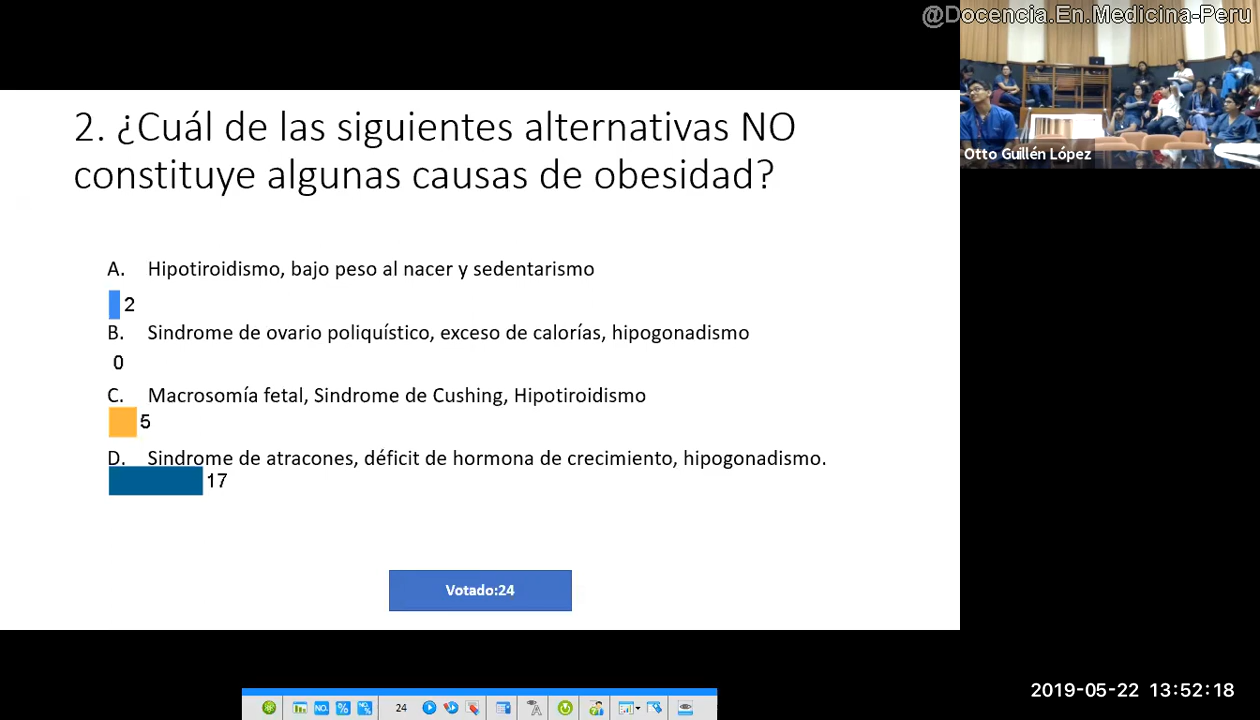 @Docencia.En.Medicina-Peru
2. ¿Cuál de las siguientes alternativas NO
constituye algunas causas de obesidad?
Otto Guillén López
A. Hipotiroidismo, bajo peso al nacer y sedentarismo
2
B. Sindrome de ovario poliquístico, exceso de calorías, hipogonadismo
0
C. Macrosomía fetal, Sindrome de Cushing, Hipotiroidismo
5
D. Sindrome de atracones, déficit de hormona de crecimiento, hipogonadismo.
17
Votado:24
2019-05-22 13:52:18
NO.
%
NO.
%
24